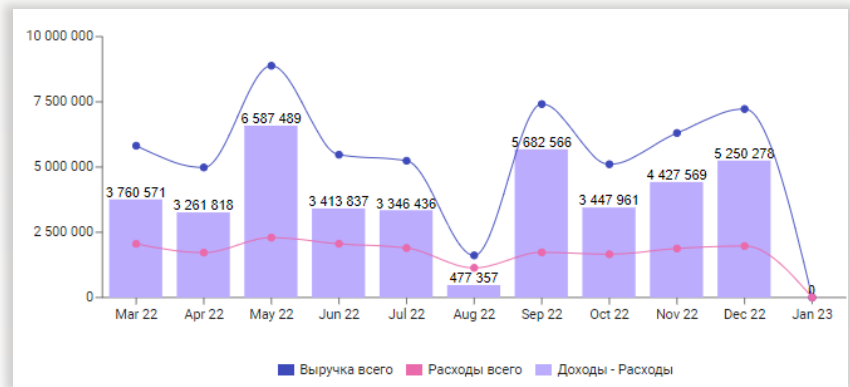 10 000 000
7 500 000
5 000 000
2 500 000
0
3 760 571
3 261 818
6 587 489
3 413 837
3 346 436
477 357
5 682 566
3 447 961
4 427 569
5 250 278
0
Mar 22 Apr 22 May 22 Jun 22 Jul 22 Aug 22 Sep 22 Oct 22 Nov 22 Dec 22 Jan 23
Выручка всего Расходы всего Доходы - Расходы